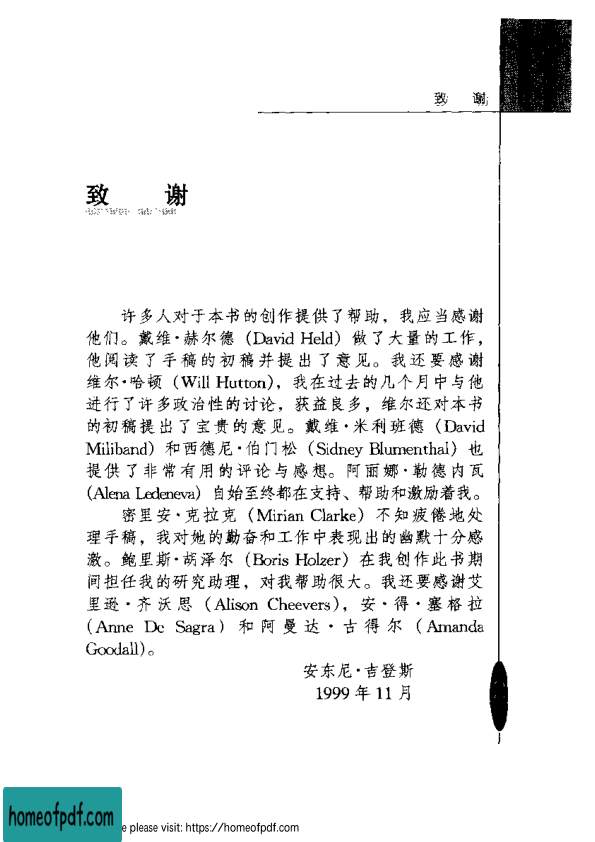 致 谢
致 谢
许多人对于本书的创作提供了帮助，我应当感谢
他们。戴维·赫尔德（David Held）做了大量的工作，
他阅读了手稿的初稿并提出了意见。我还要感谢
维尔·哈顿（Will Hutton)，我在过去的几个月中与他
进行了许多政治性的讨论，获益良多，维尔还对本书
的初稿提出了宝贵的意见。戴维·米利班德（David
Miliband）和西德尼·伯门松（Sidney Blumenthal）也
提供了非常有用的评论与感想。阿丽娜·勒德内瓦
(Alena Ledeneva）自始至终都在支持、帮助和激励着我。
密里安·克拉克（Mirian Clarke）不知疲倦地处
理手稿，我对她的勤奋和工作中表现出的幽默十分感
激。鲍里斯·胡泽尔（Boris Holzer）在我创作此书期
间担任我的研究助理，对我帮助很大。我还要感谢艾
里逊·齐沃思（Alison Cheevers)，安·得·塞格拉
（Anne De Sagra）和阿曼达·古得尔（Amanda
Goodall)。
安东尼·吉登斯
1999 年 11 月
homeofpdf.com
e please visit: https://homeofpdf.com